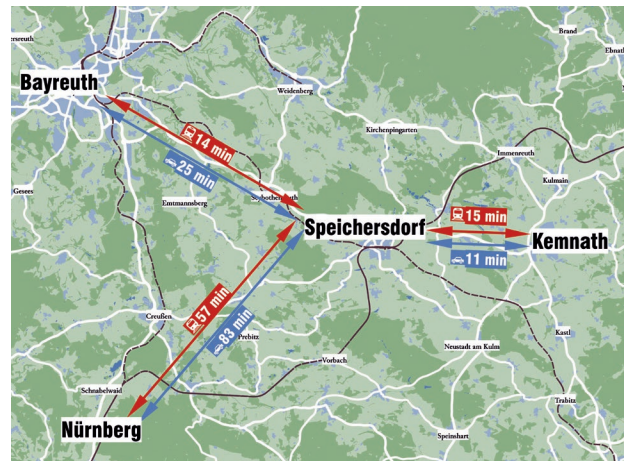 Brand
Ebnat
Bayreuth
Weidenberg
Kirchenpingarten
14 min
25 min
Immenreuth
Kulmain
Gesees
Emtmannsberg
Speichersdorf
15 min
11 min
Kemnath
57 min
83 min
Creußen
Prebitz
Kastl
Neustadt am Kulm
Vorbach
Schnabelwaid
Trabitz
Nürnberg
Speinshart